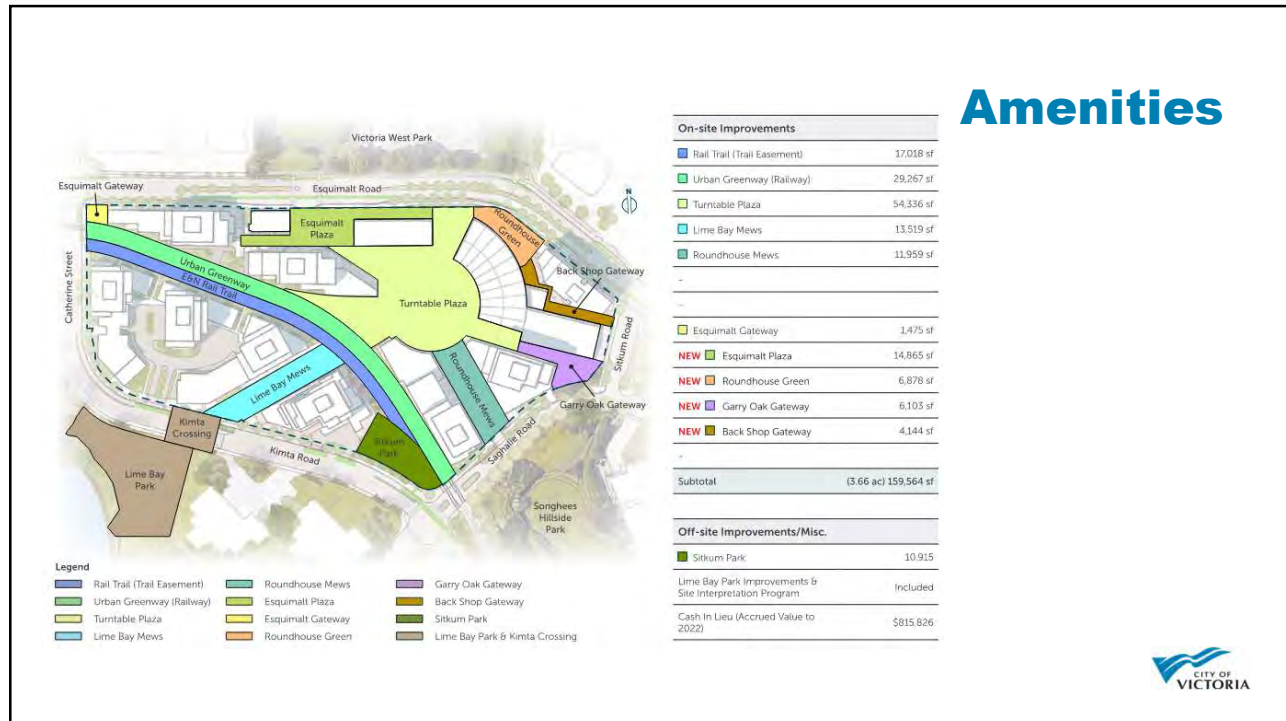 Amenities
Victoria West Park
Esquimalt Gateway
Esquimalt Road
N
Esquimalt
Plaza
Roundhouse
Green
Back Shop Gateway
Catherine Street
Urban Greenway
E&N Rail Trail
Turntable Plaza
Sitkum Road
Lime Bay Mews
Roundhouse Mews
Garry Oak Gateway
Kimta
Crossing
Sitkum
Park
Saghalie Road
Kimta Road
Lime Bay
Park
Songhees
Hillside
Park
Legend
Rail Trail (Trail Easement)
Urban Greenway (Railway)
Turntable Plaza
Lime Bay Mews
Roundhouse Mews
Esquimalt Plaza
Esquimalt Gateway
Roundhouse Green
Garry Oak Gateway
Back Shop Gateway
Sitkum Park
Lime Bay Park & Kimta Crossing
On-site Improvements
Rail Trail (Trail Easement) 17,018 sf
Urban Greenway (Railway) 29,267 sf
Turntable Plaza 54,336 sf
Lime Bay Mews 13,519 sf
Roundhouse Mews 11,959 sf
-
-
Esquimalt Gateway 1,475 sf
NEW Esquimalt Plaza 14,865 sf
NEW Roundhouse Green 6,878 sf
NEW Garry Oak Gateway 6,103 sf
NEW Back Shop Gateway 4,144 sf
-
Subtotal (3.66 ac) 159,564 sf
Off-site Improvements/Misc.
Sitkum Park 10,915
Lime Bay Park Improvements &
Site Interpretation Program Included
Cash In Lieu (Accrued Value to
2022) $815,826
CITY OF
VICTORIA